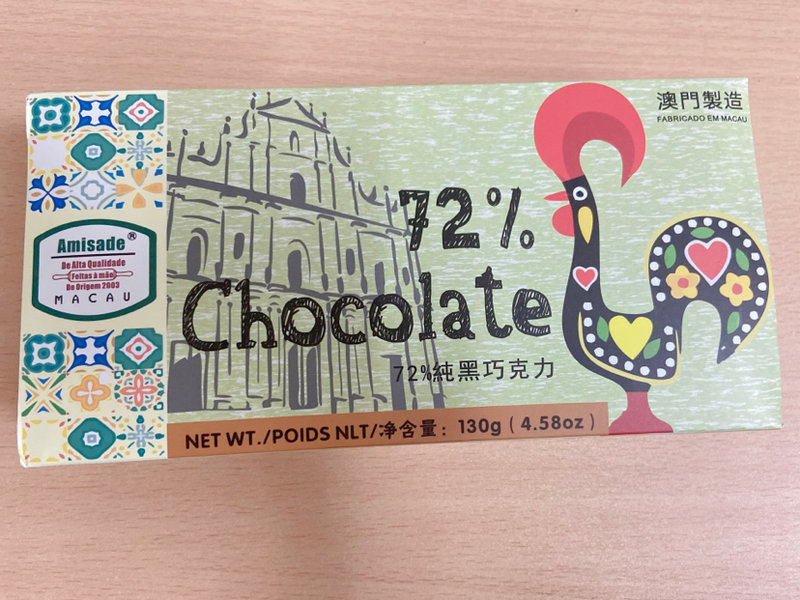 澳門製造
FABRICADO EM MACAU
Amisade®
De Alta Qualidade
Feitas à mão
Do Origem 2003
MACAU
72%
Chocolate
72%純黑巧克力
NET WT./POIDS NLT/净含量: 130g ( 4.58oz )